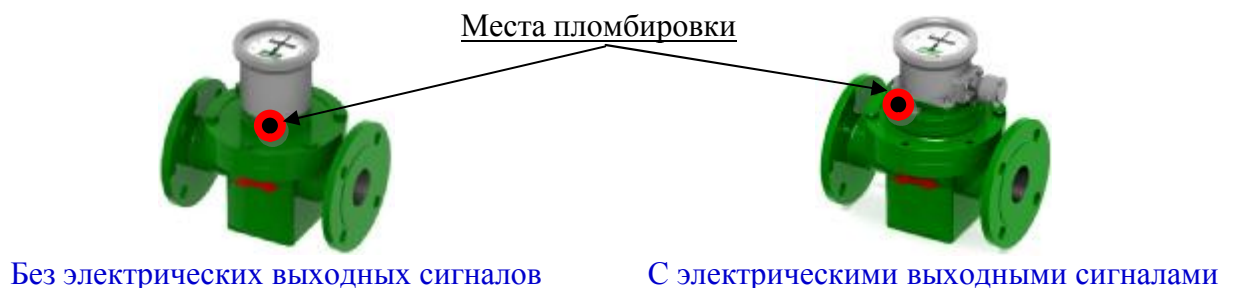 Места пломбировки
Без электрических выходных сигналов
С электрическими выходными сигналами